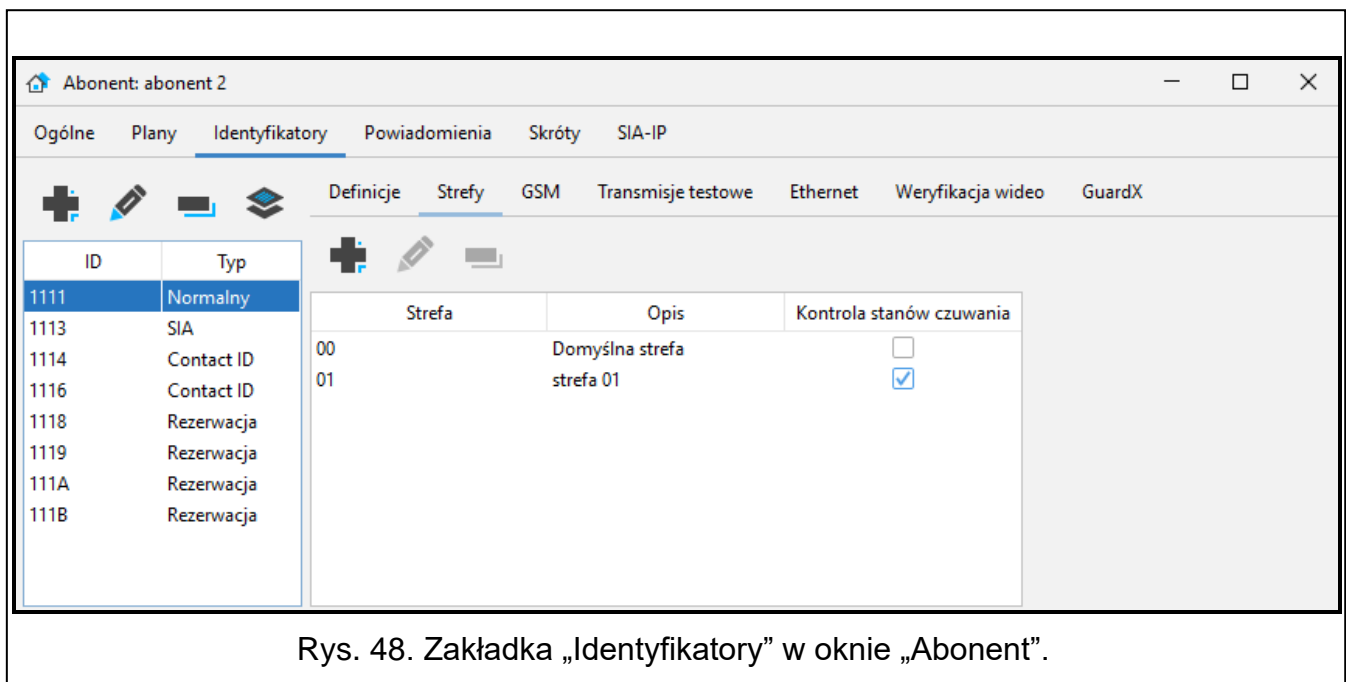 Abonent: abonent 2
Ogólne Plany Identyfikatory Powiadomienia Skróty SIA-IP
Definicje Strefy GSM Transmisje testowe Ethernet Weryfikacja wideo GuardX
ID Typ
1111 Normalny
1113 SIA
1114 Contact ID
1116 Contact ID
1118 Rezerwacja
1119 Rezerwacja
111A Rezerwacja
111B Rezerwacja
Strefa Opis Kontrola stanów czuwania
00 Domyślna strefa
01 strefa 01
Rys. 48. Zakładka „Identyfikatory” w oknie „Abonent”.